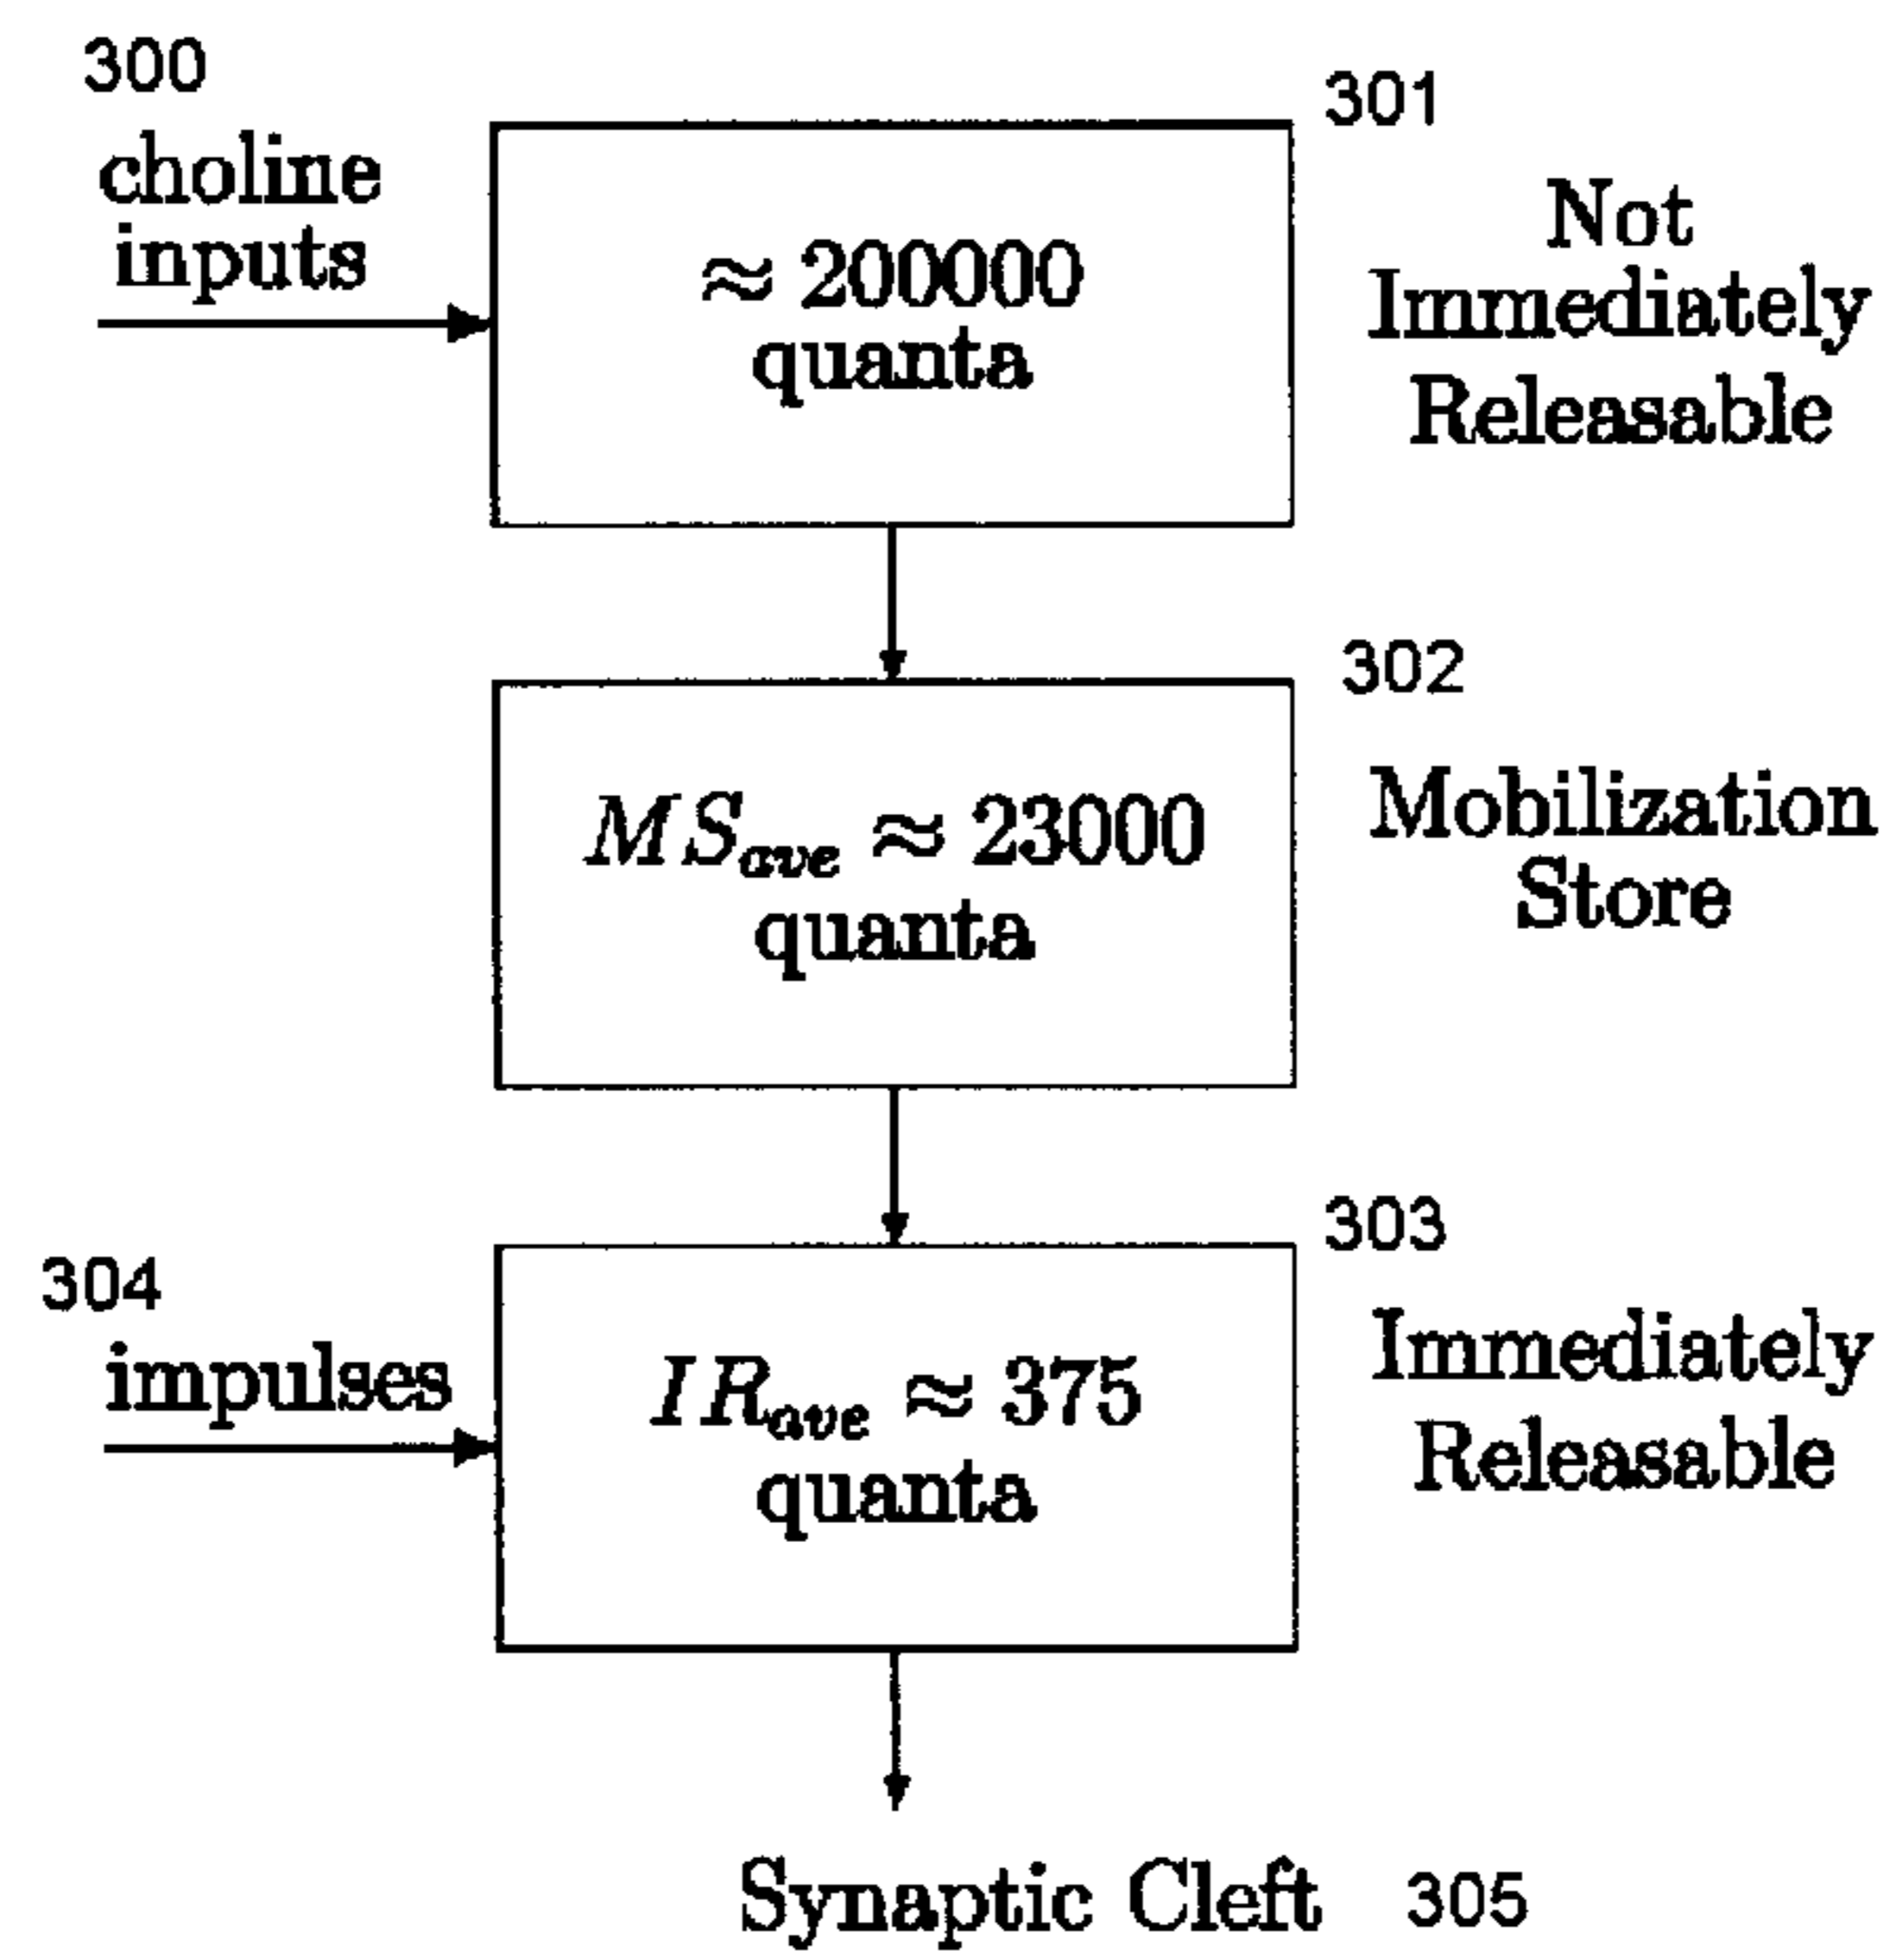 300
choline
inputs
301
Not
Immediately
Releasable
≈ 200000
quanta
302
Mobilization
Store
MSave ≈ 23000
quanta
303
Immediately
Releasable
304
impulses
IRave ≈ 375
quanta
Synaptic Cleft 305